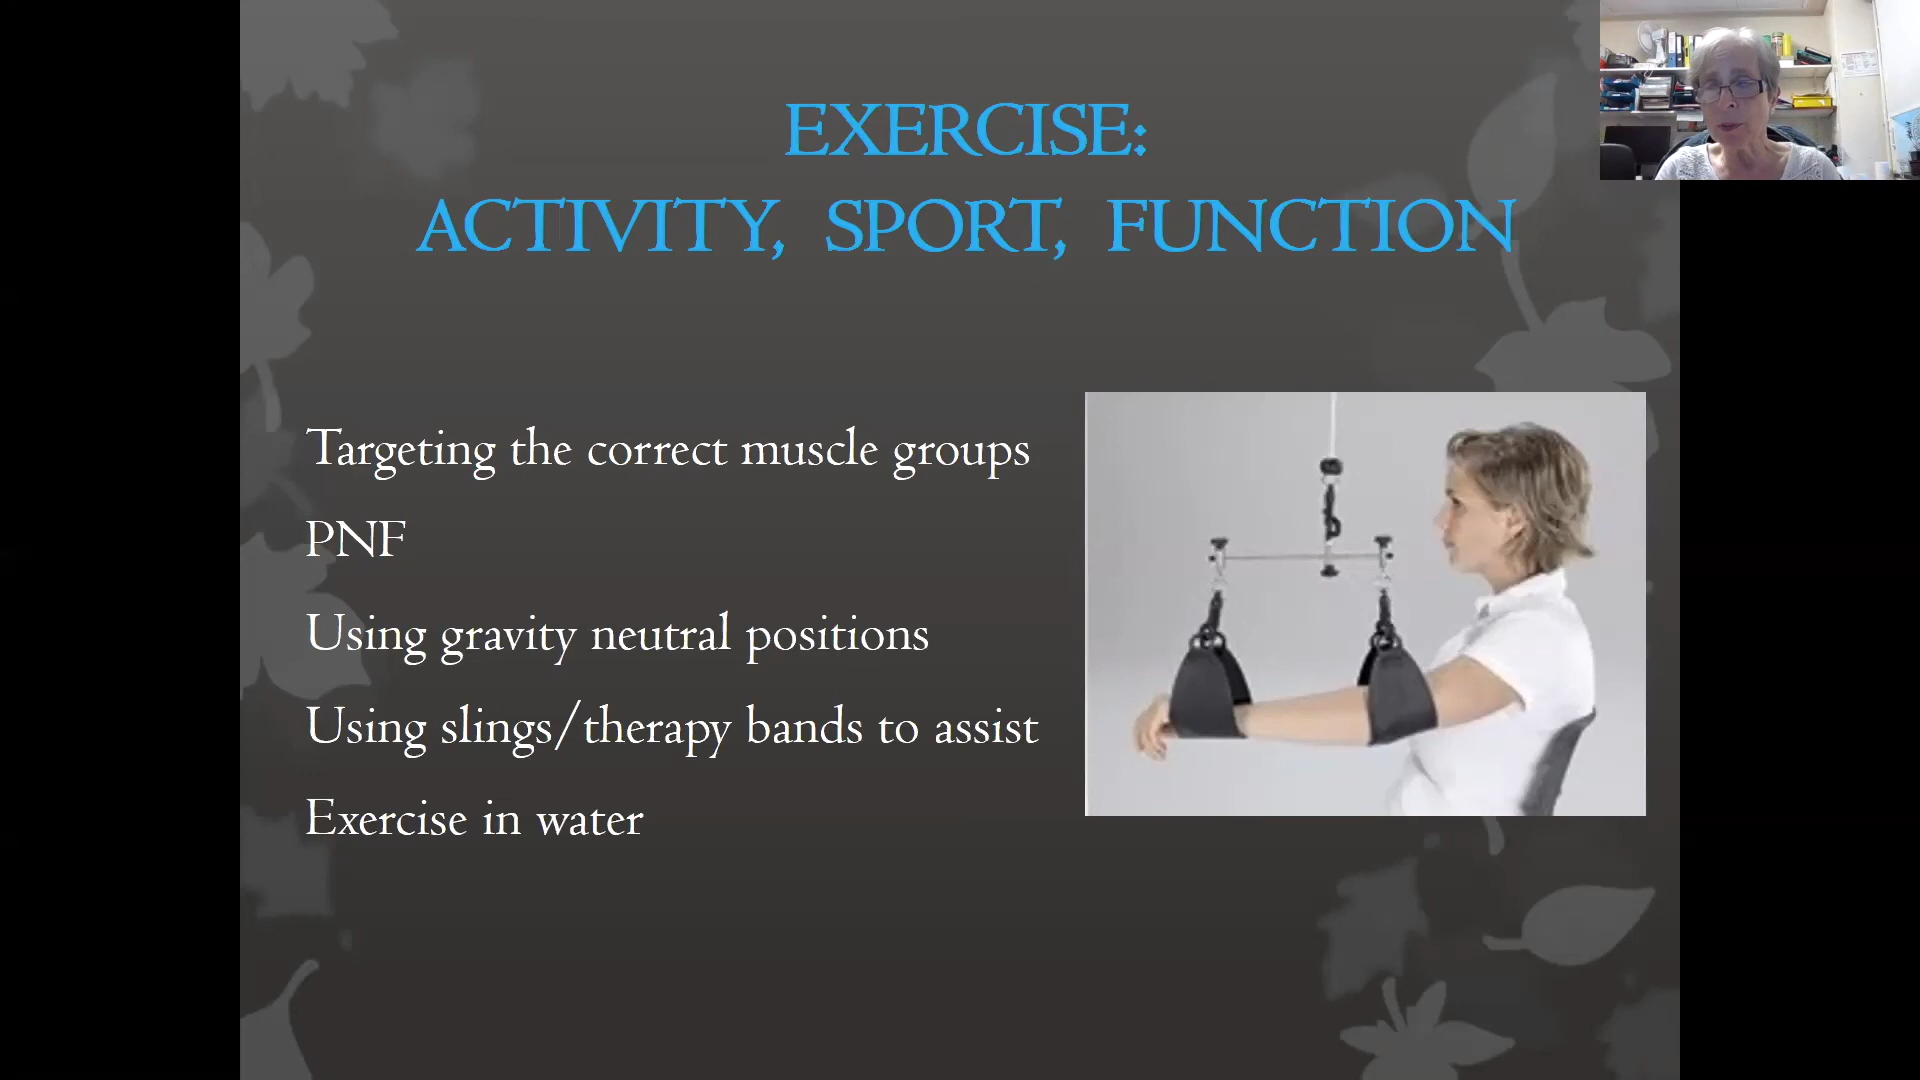 EXERCISE:
ACTIVITY, SPORT, FUNCTION
Targeting the correct muscle groups
PNF
Using gravity neutral positions
Using slings/therapy bands to assist
Exercise in water